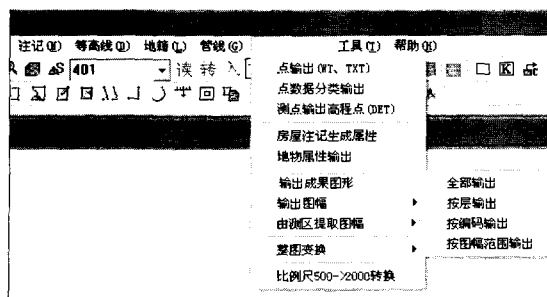 注记(N) 等高线(D) 地籍(L) 管线(G) 工具(T) 帮助(H)
401 读 转 入 K
点输出(WT、TXT)
点数据分类输出
测点输出高程点(DET)
房屋注记生成属性
地物属性输出
输出成果图形
输出图幅
由测区提取图幅
整图变换
比例尺500->2000转换
全部输出
按层输出
按编码输出
按图幅范围输出